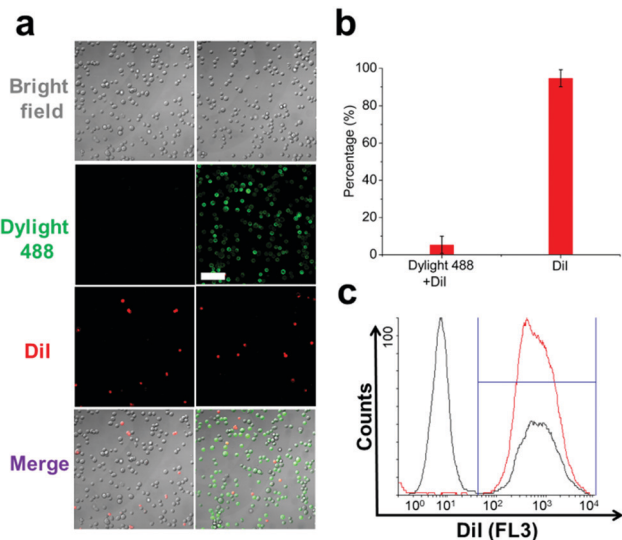 a
Bright
field
Dylight
488
DiI
Merge
b
Percentage (%)
100
80
60
40
20
0
Dylight 488
+DiI
DiI
c
Counts
100
10⁰ 10¹ 10² 10³ 10⁴
DiI (FL3)